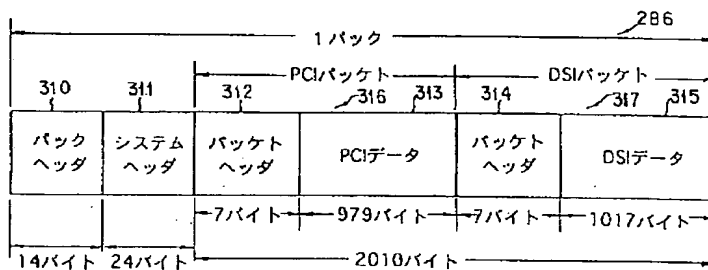 286
1パック
PCIパケット
DSIパケット
310
311
312
316
313
314
317
315
パック
ヘッダ
システム
ヘッダ
パケット
ヘッダ
PCIデータ
パケット
ヘッダ
DSIデータ
7バイト
979バイト
7バイト
1017バイト
14バイト
24バイト
2010バイト